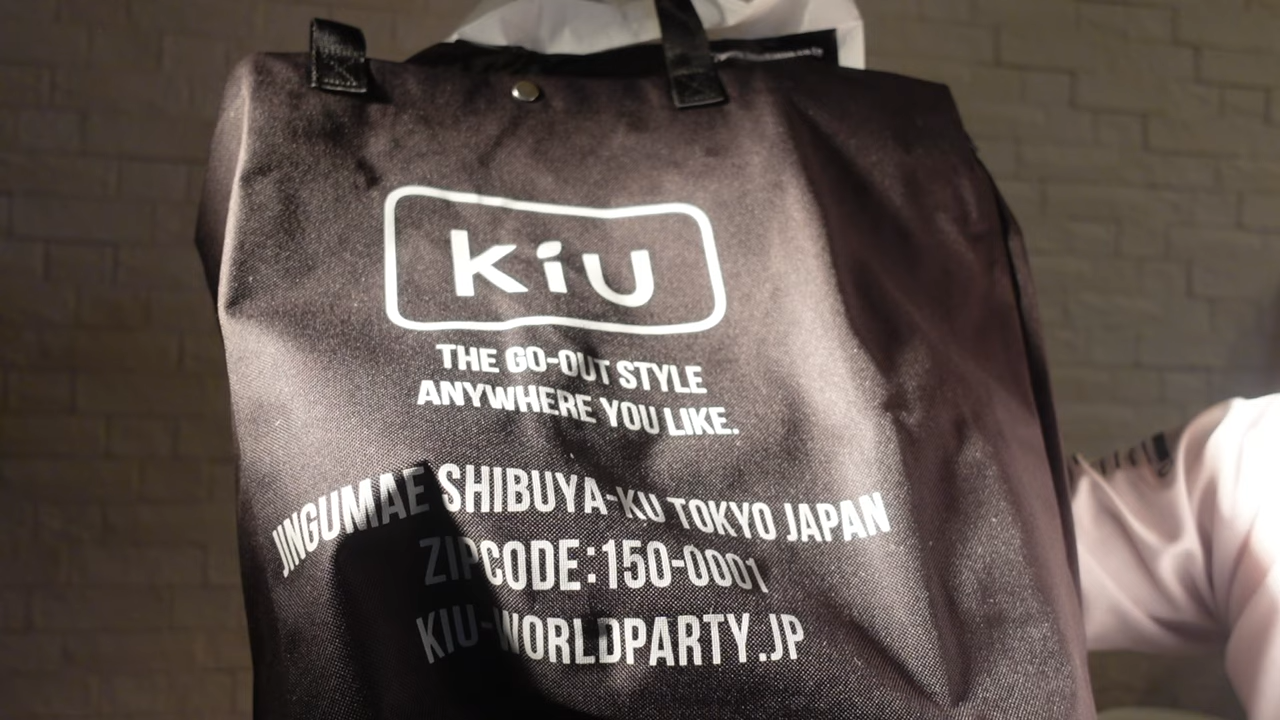 KiU
THE GO-OUT STYLE
ANYWHERE YOU LIKE.
JINGUMAE SHIBUYA-KU TOKYO JAPAN
ZIPCODE:150-0001
KIU-WORLDPARTY.JP